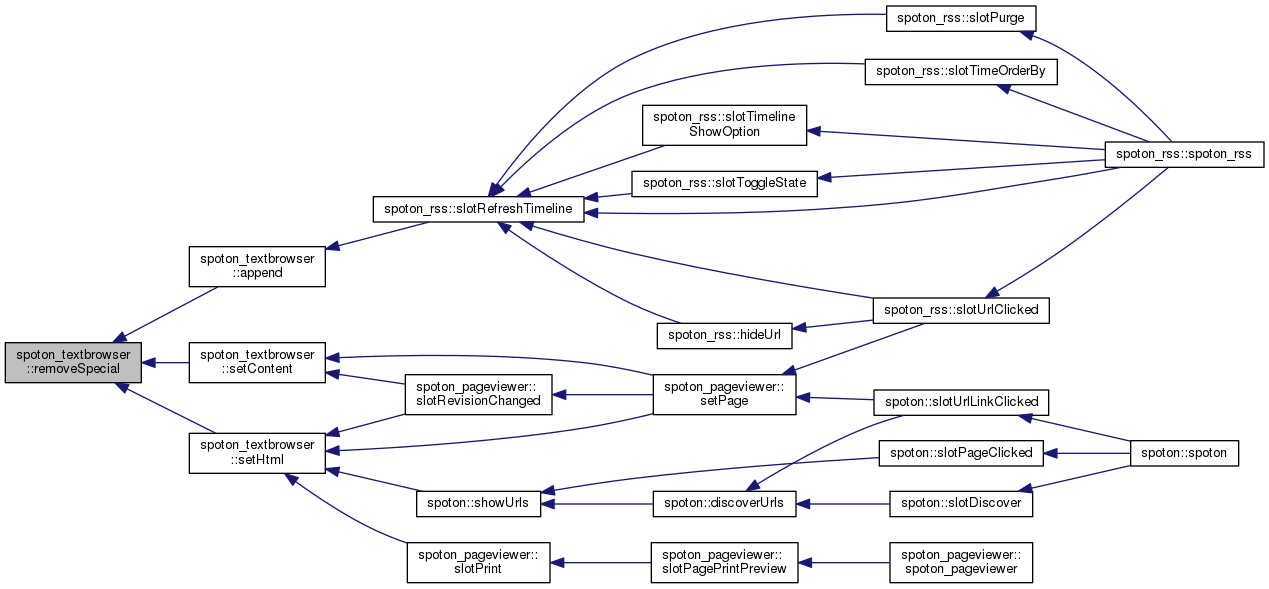 spoton_rss::slotPurge
spoton_rss::slotTimeOrderBy
spoton_rss::slotTimeline
ShowOption
spoton_rss::spoton_rss
spoton_rss::slotToggleState
spoton_rss::slotRefreshTimeline
spoton_textbrowser
::append
spoton_rss::slotUrlClicked
spoton_rss::hideUrl
spoton_textbrowser
::removeSpecial
spoton_textbrowser
::setContent
spoton_pageviewer::
slotRevisionChanged
spoton_pageviewer::
setPage
spoton::slotUrlLinkClicked
spoton_textbrowser
::setHtml
spoton::slotPageClicked
spoton::spoton
spoton::showUrls
spoton::discoverUrls
spoton::slotDiscover
spoton_pageviewer::
slotPrint
spoton_pageviewer::
slotPagePrintPreview
spoton_pageviewer::
spoton_pageviewer